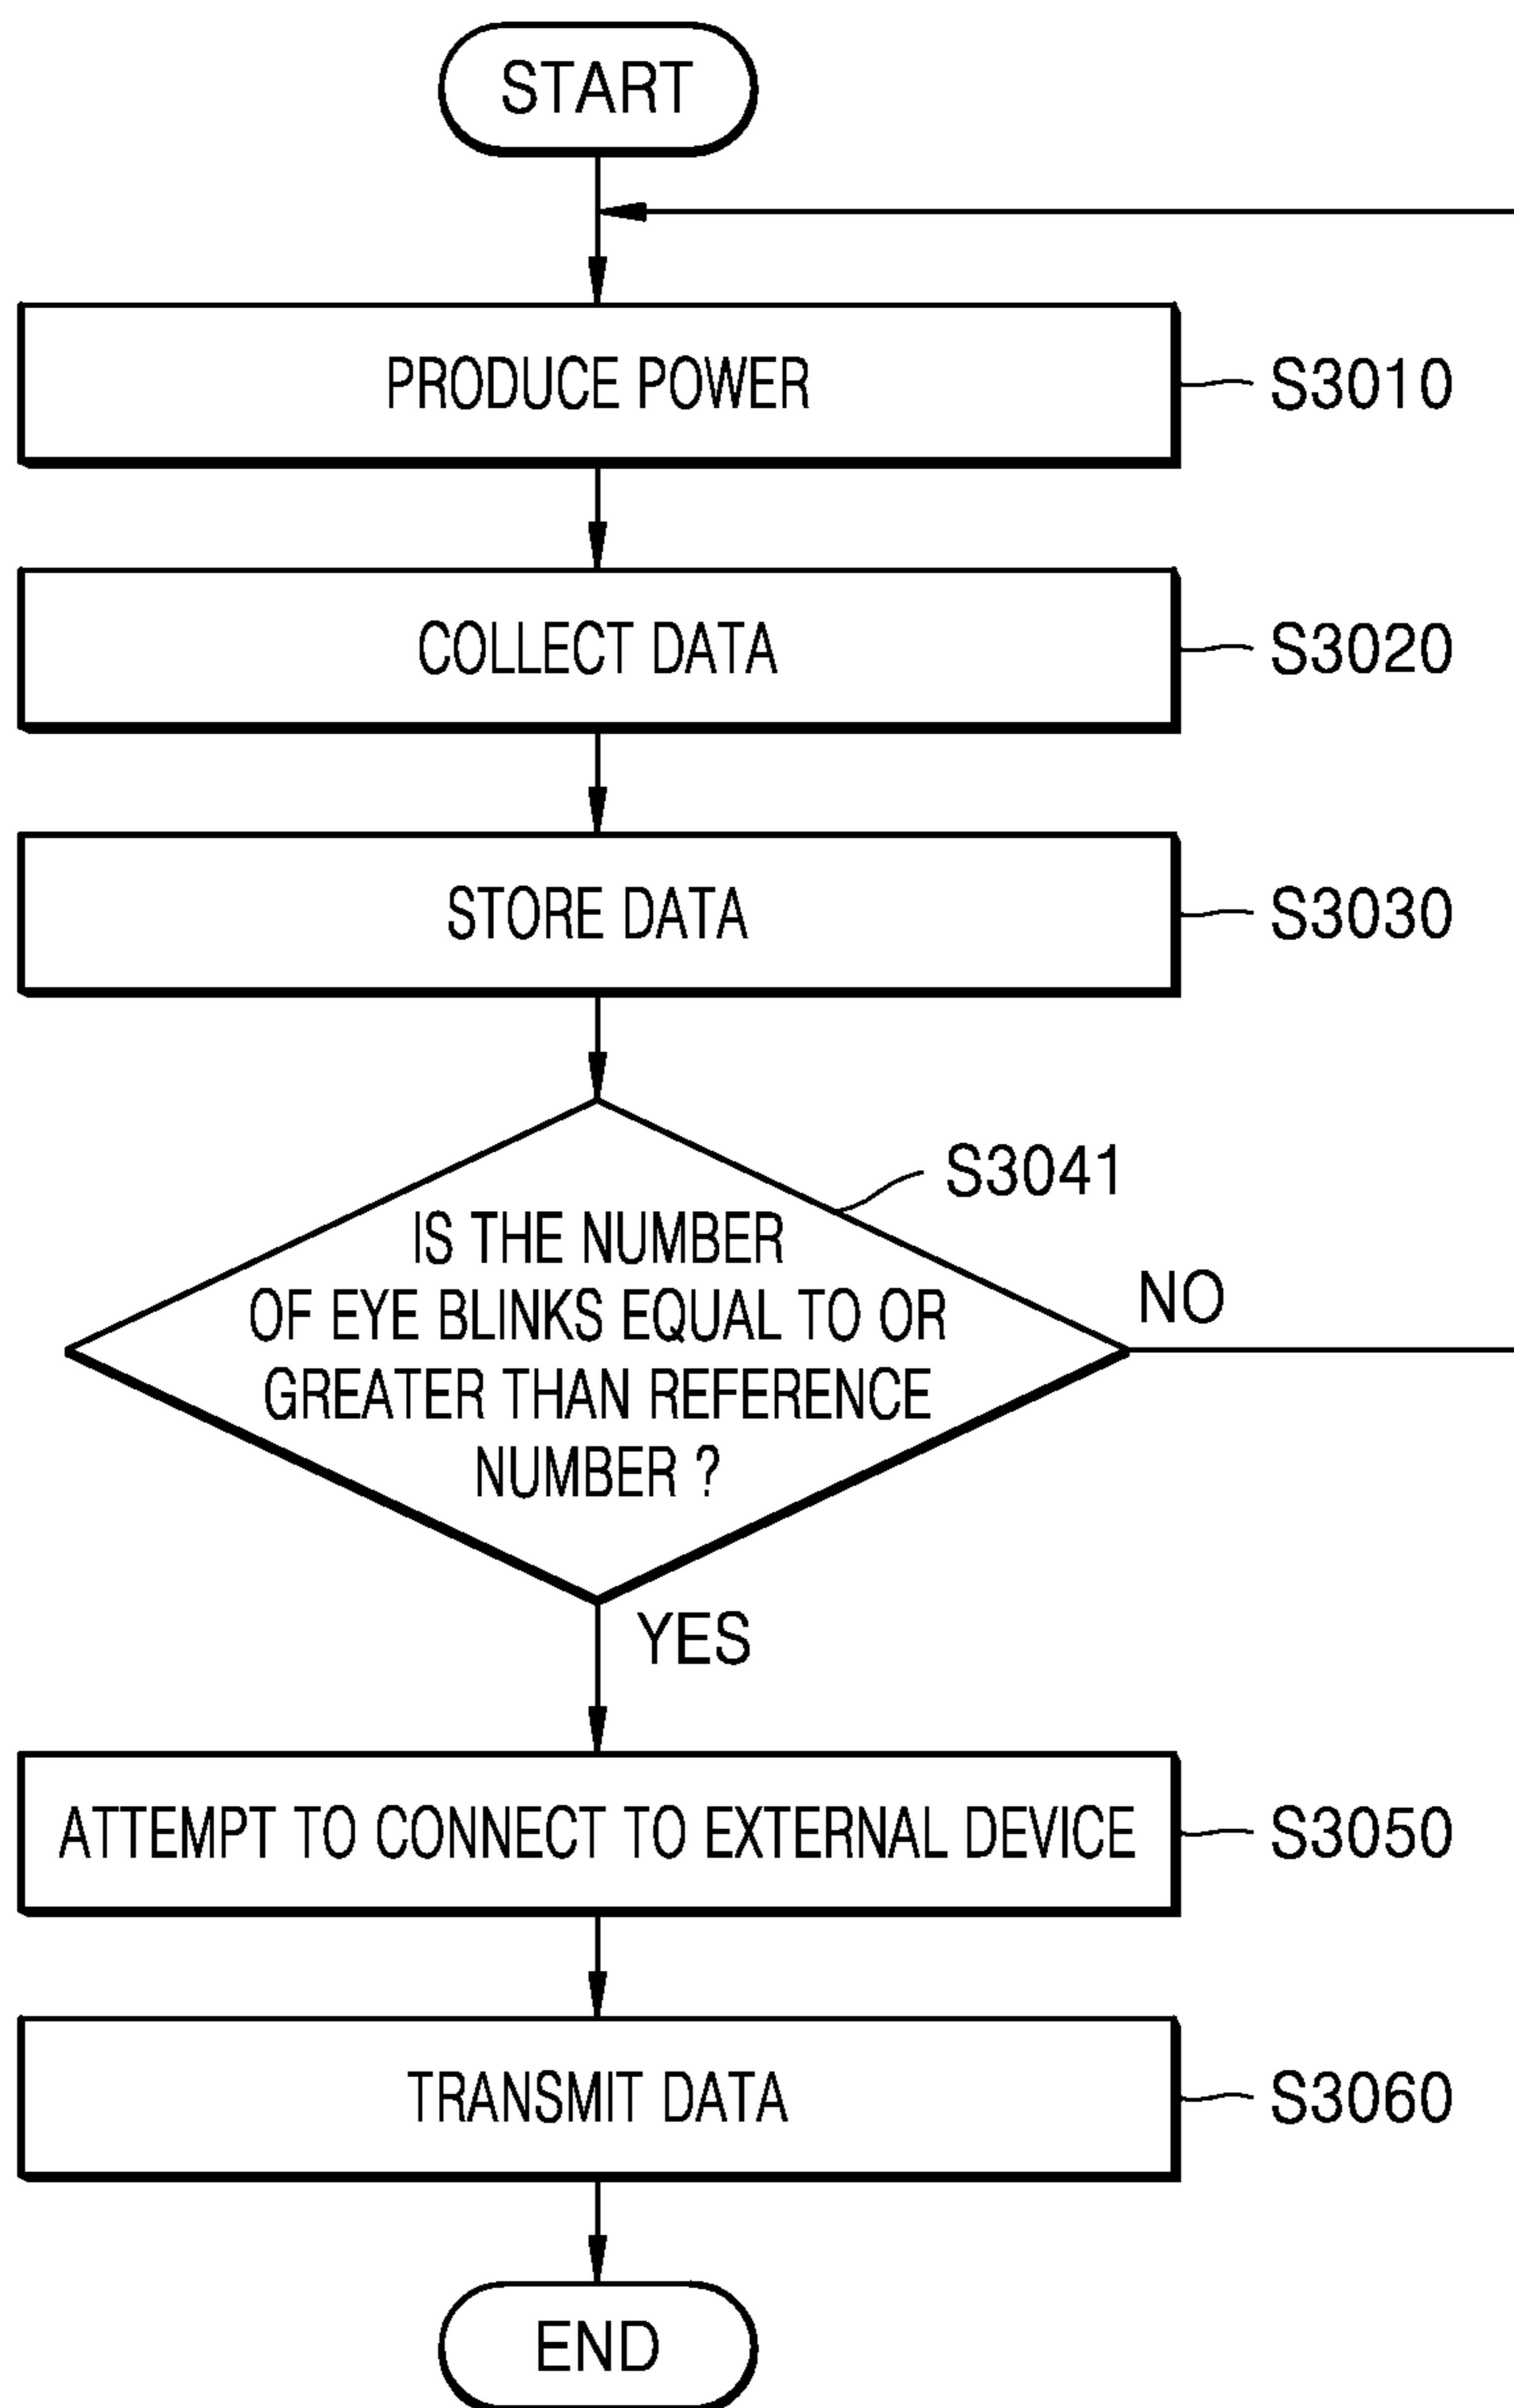 START
PRODUCE POWER
S3010
COLLECT DATA
S3020
STORE DATA
S3030
S3041
IS THE NUMBER
OF EYE BLINKS EQUAL TO OR
GREATER THAN REFERENCE
NUMBER ?
NO
YES
ATTEMPT TO CONNECT TO EXTERNAL DEVICE
S3050
TRANSMIT DATA
S3060
END